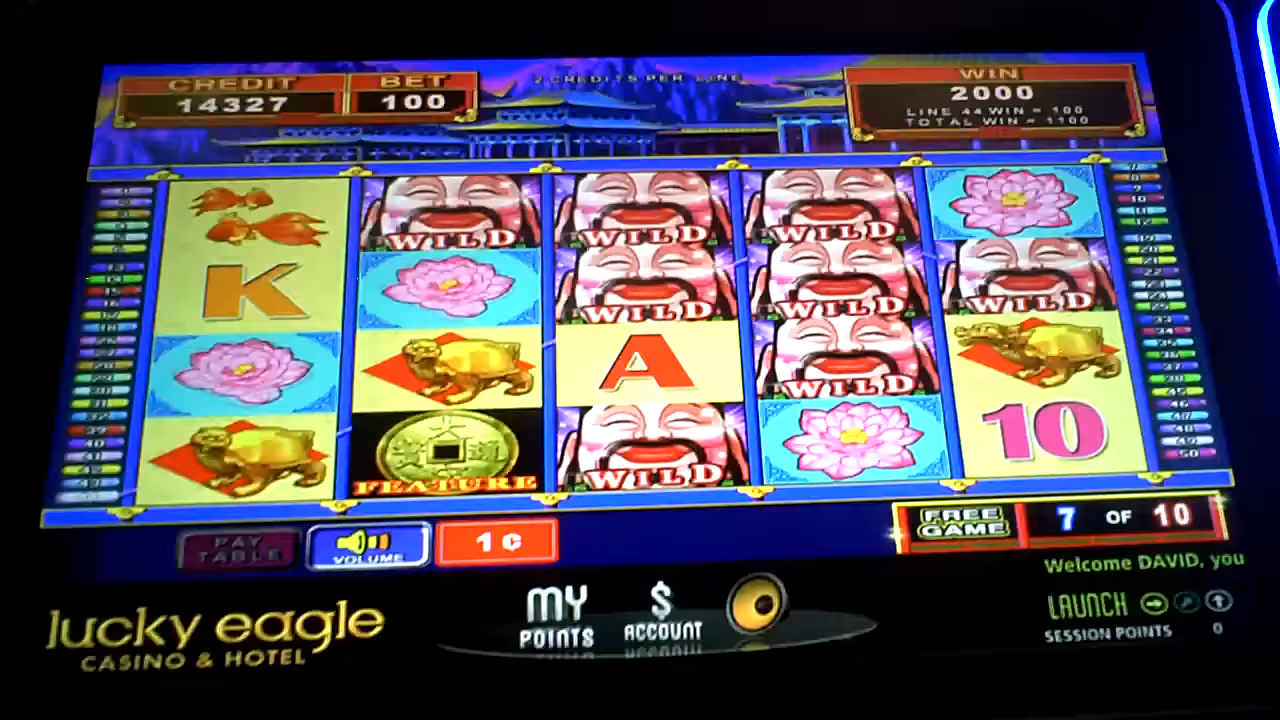 CREDIT
14327
BET
100
2 CREDITS PER LINE
WIN
2000
LINE 44 WIN = 100
TOTAL WIN = 1100
WILD WILD WILD
K WILD WILD WILD
A WILD
FEATURE WILD 10
PAY TABLE
VOLUME
1¢
FREE GAME
7 OF 10
Welcome DAVID, you
lucky eagle
CASINO & HOTEL
MY POINTS
$ ACCOUNT
LAUNCH
SESSION POINTS 0